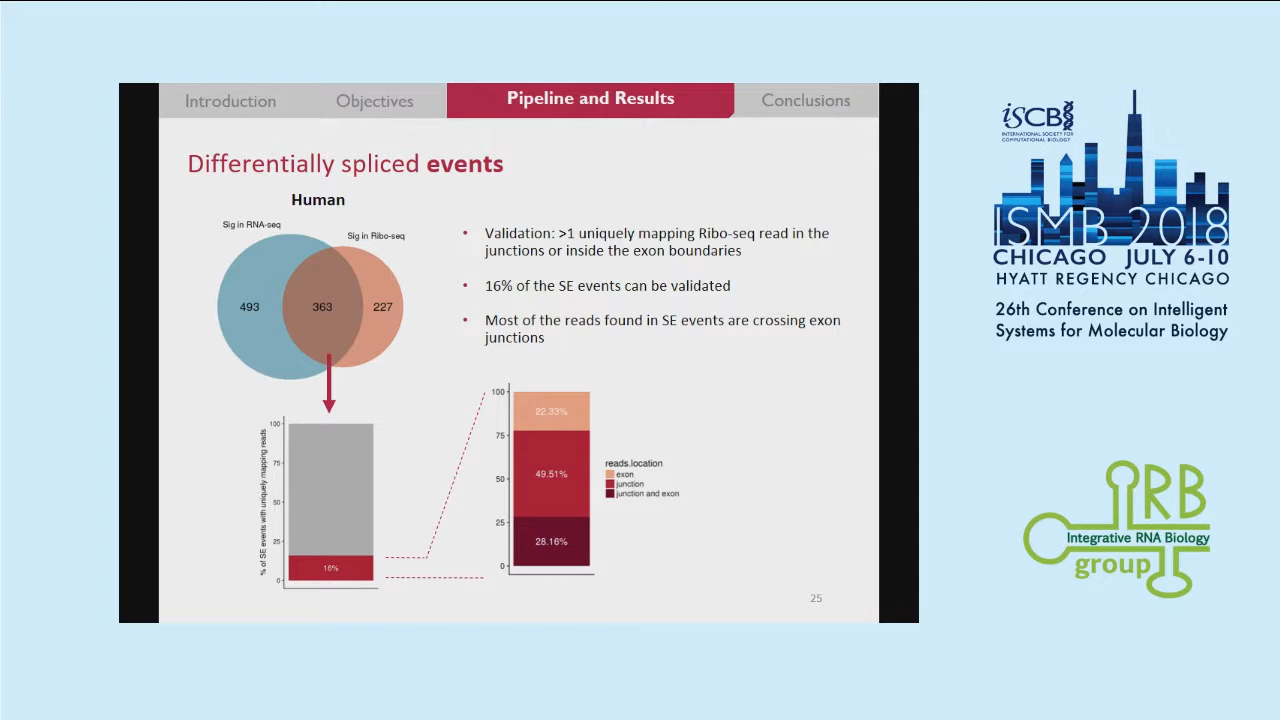 Introduction
Objectives
Pipeline and Results
Conclusions
Differentially spliced events
Human
Sig in RNA-seq
Sig in Ribo-seq
493
363
227
• Validation: >1 uniquely mapping Ribo-seq read in the
junctions or inside the exon boundaries
• 16% of the SE events can be validated
• Most of the reads found in SE events are crossing exon
junctions
% of SE events with uniquely mapping reads
100
75
50
25
0
16%
100
75
50
25
0
22.33%
49.51%
28.16%
reads.location
exon
junction
junction and exon
25
ISCB
INTERNATIONAL SOCIETY FOR
COMPUTATIONAL BIOLOGY
ISMB 2018
CHICAGO JULY 6-10
HYATT REGENCY CHICAGO
26th Conference on Intelligent
Systems for Molecular Biology
IRB
Integrative RNA Biology
group